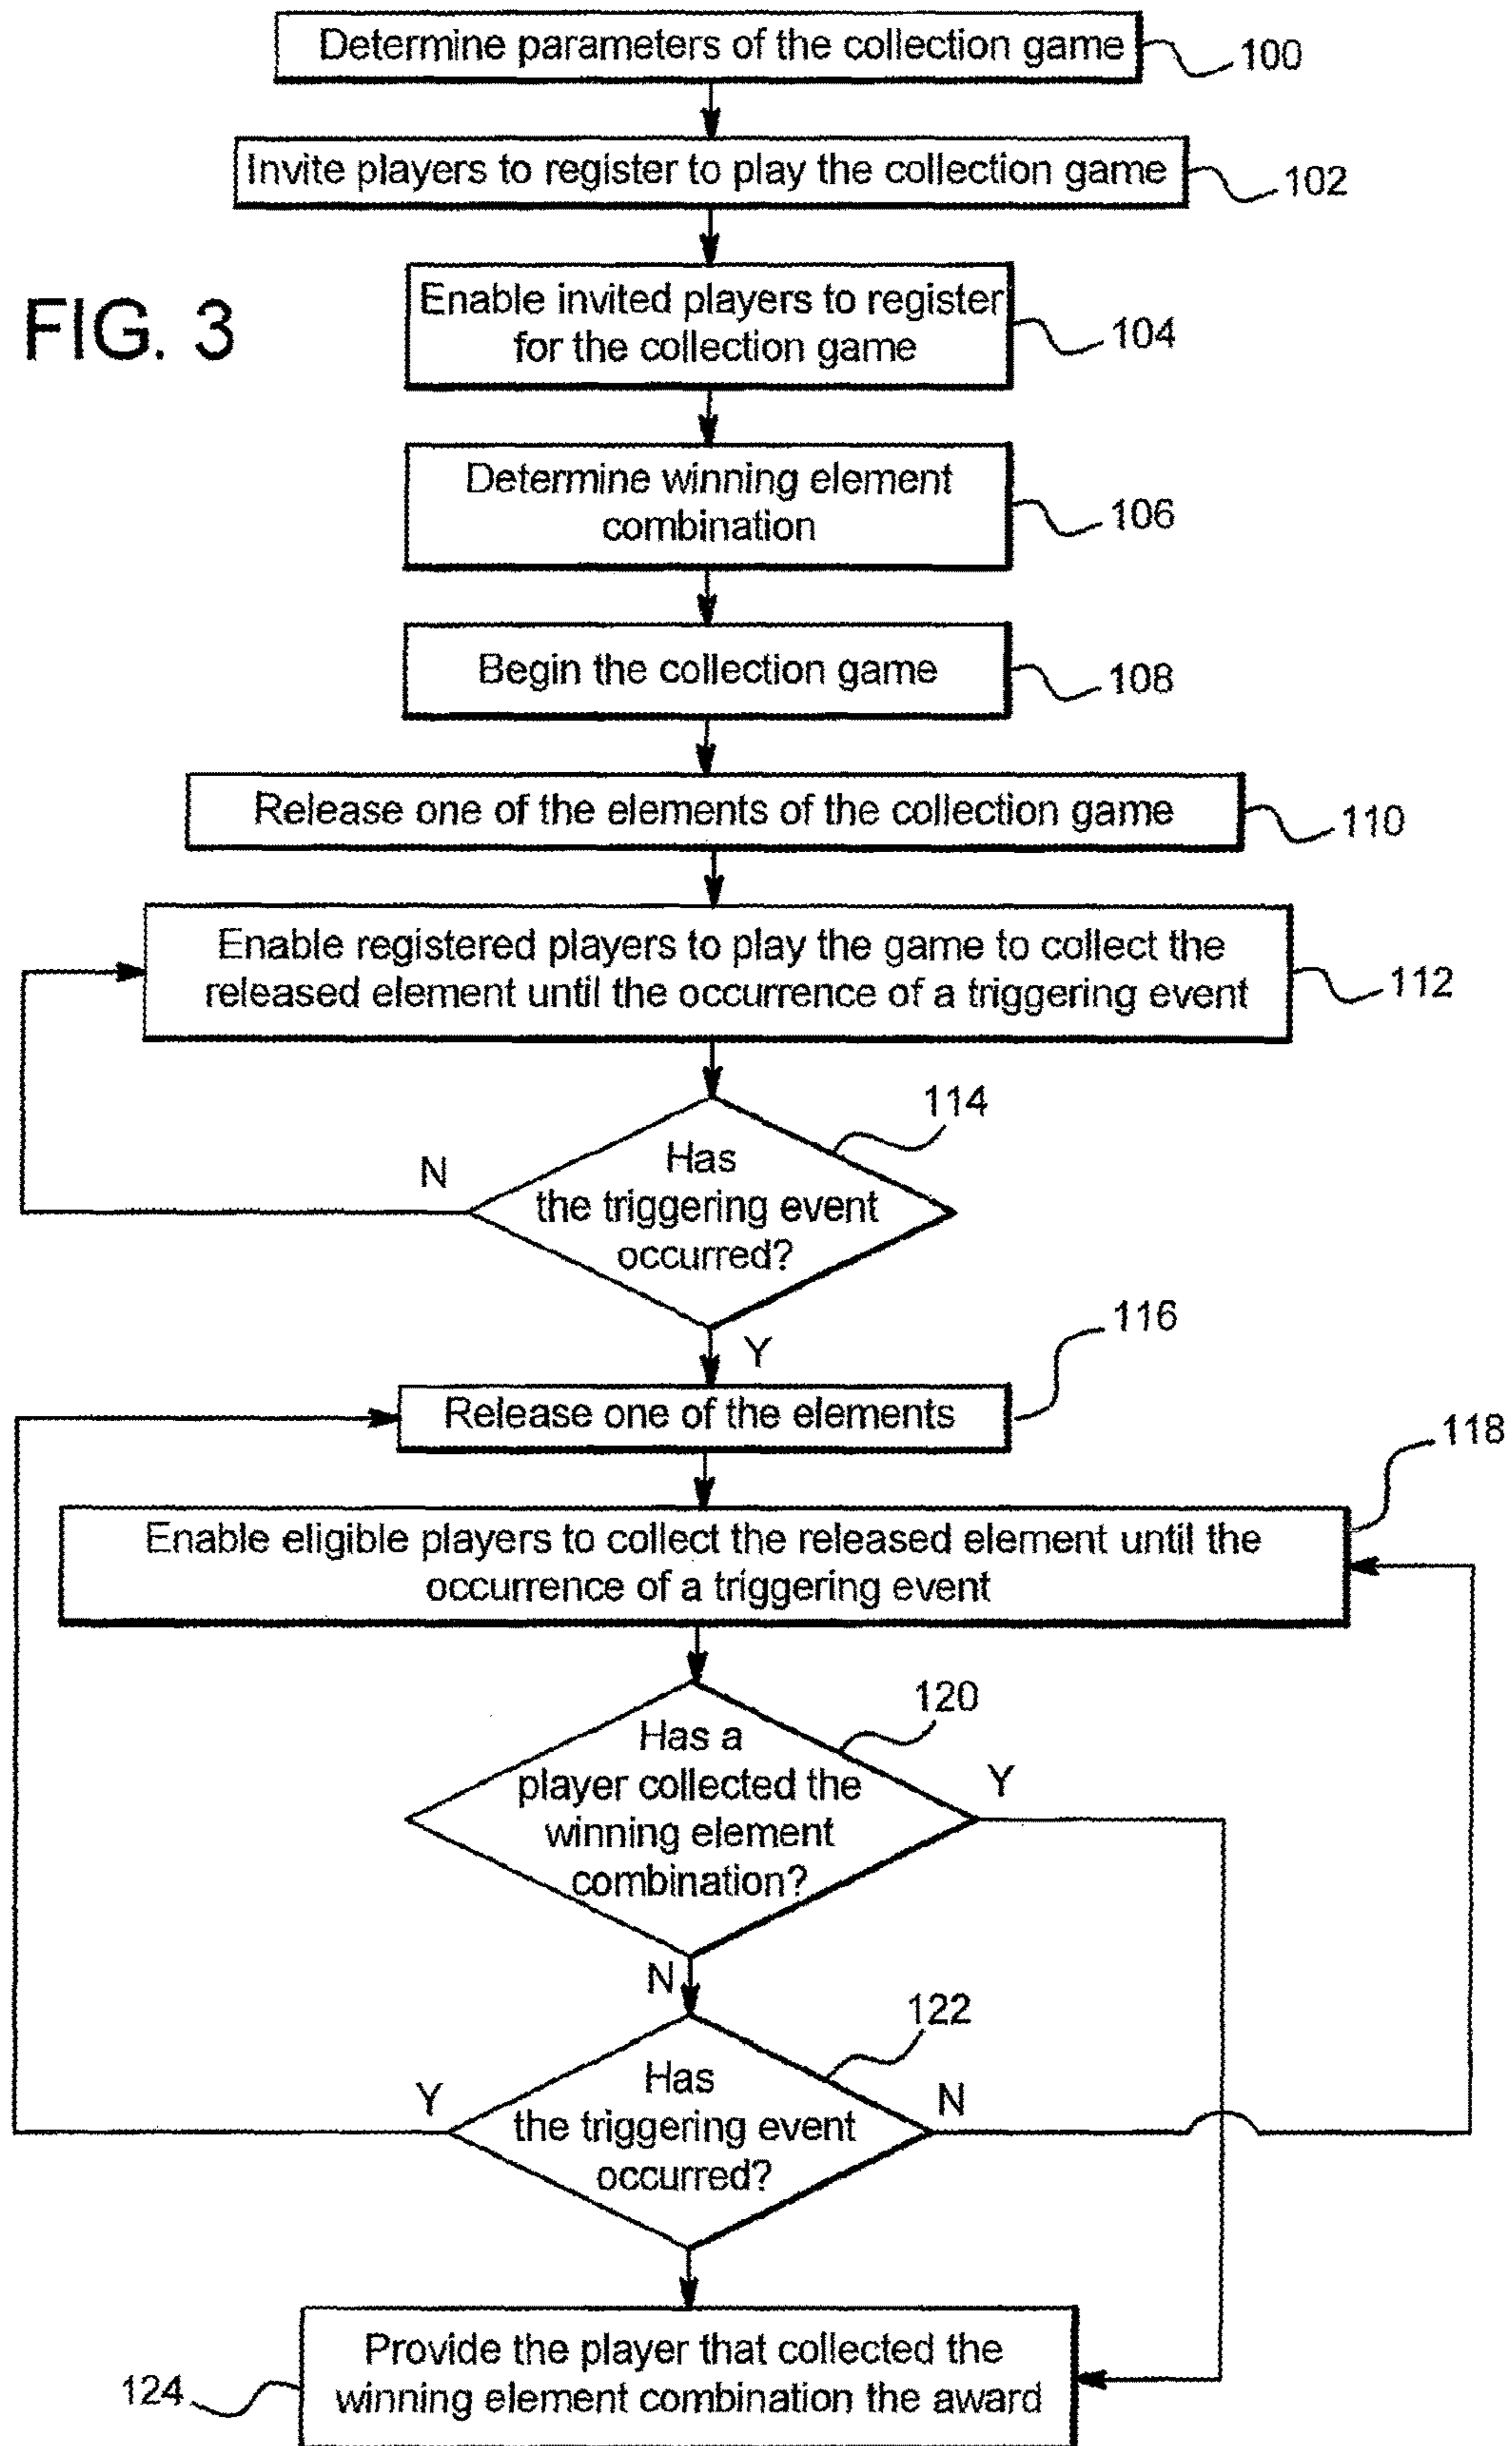 Determine parameters of the collection game
100
Invite players to register to play the collection game
102
FIG. 3
Enable invited players to register
for the collection game
104
Determine winning element
combination
106
Begin the collection game
108
Release one of the elements of the collection game
110
Enable registered players to play the game to collect the
released element until the occurrence of a triggering event
112
114
Has
the triggering event
occurred?
N
Y
116
Release one of the elements
118
Enable eligible players to collect the released element until the
occurrence of a triggering event
120
Has a
player collected the
winning element
combination?
Y
N
122
Has
the triggering event
occurred?
Y
N
Provide the player that collected the
winning element combination the award
124